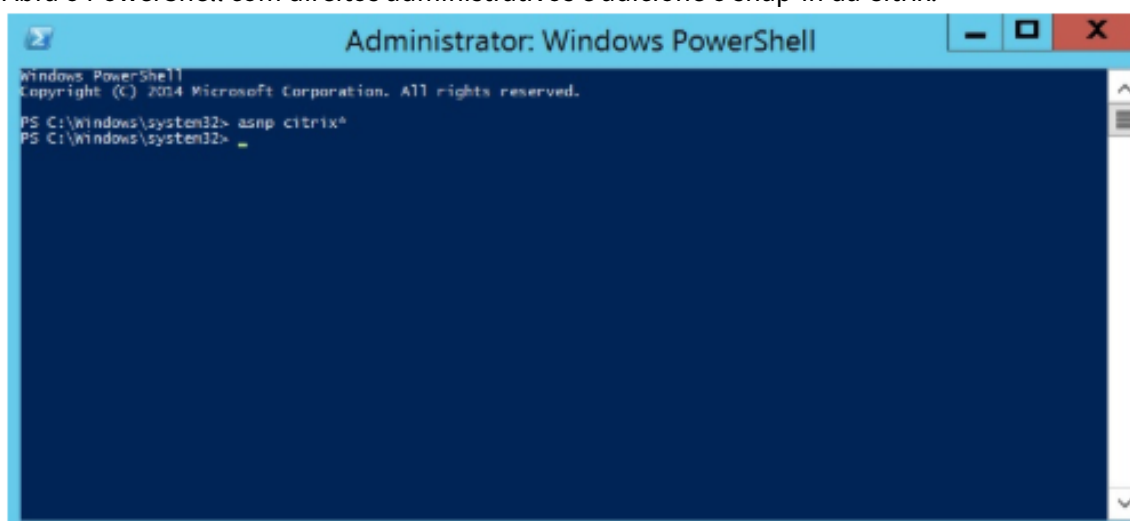 Abra o PowerShell com direitos administrativos e adicione o snap-in da Citrix.
Administrator: Windows PowerShell
Windows PowerShell
Copyright (C) 2014 Microsoft Corporation. All rights reserved.
PS C:\Windows\system32> asnp citrix*
PS C:\Windows\system32> _